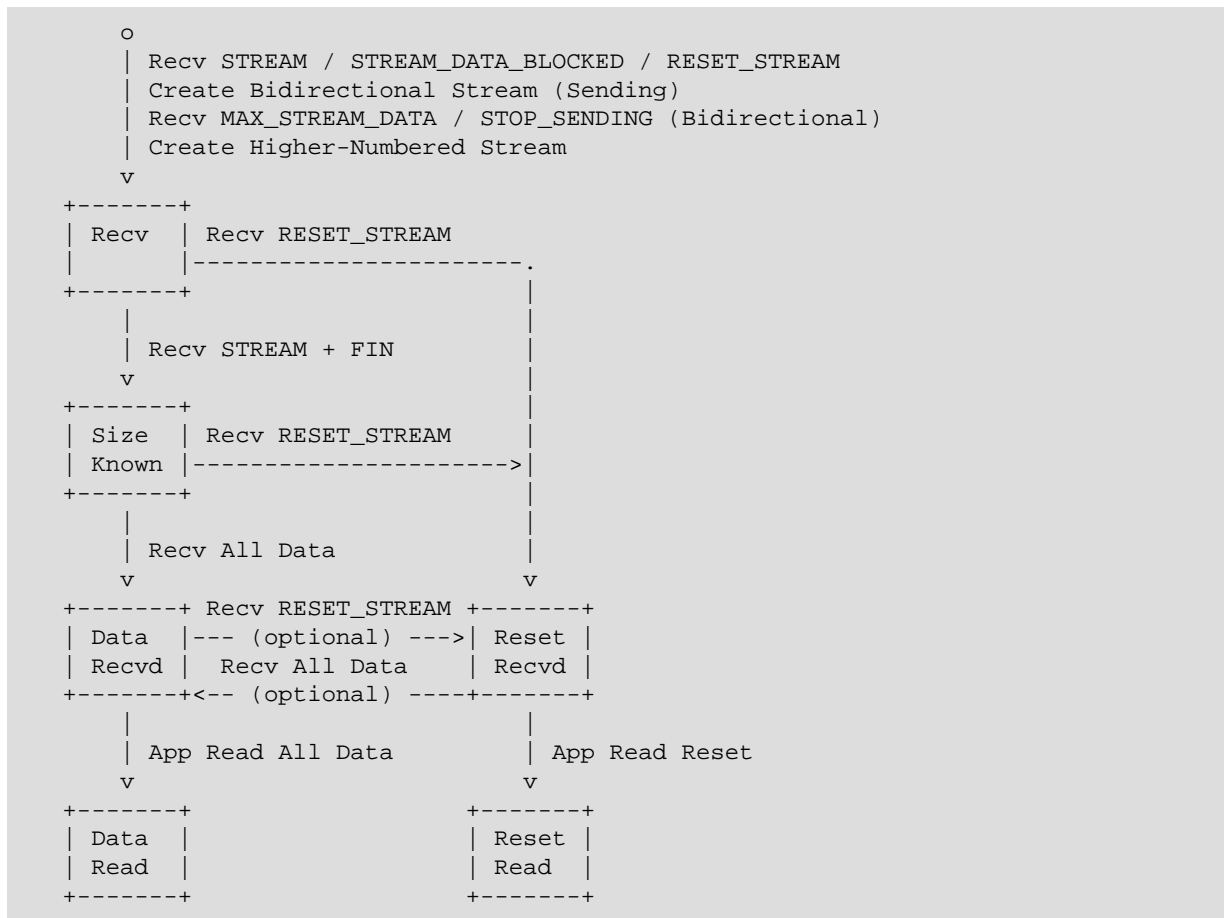 o
| Recv STREAM / STREAM_DATA_BLOCKED / RESET_STREAM
| Create Bidirectional Stream (Sending)
| Recv MAX_STREAM_DATA / STOP_SENDING (Bidirectional)
| Create Higher-Numbered Stream
v
+-------+
| Recv  | Recv RESET_STREAM
|       |-----------------------.
+-------+                       |
    |                           |
    | Recv STREAM + FIN         |
    v                           |
+-------+                       |
| Size  | Recv RESET_STREAM     |
| Known |---------------------->|
+-------+                       |
    |                           |
    | Recv All Data             |
    v                           v
+-------+ Recv RESET_STREAM +-------+
| Data  |--- (optional) --->| Reset |
| Recvd |  Recv All Data    | Recvd |
+-------+<-- (optional) ----+-------+
    |                           |
    | App Read All Data         | App Read Reset
    v                           v
+-------+                   +-------+
| Data  |                   | Reset |
| Read  |                   | Read  |
+-------+                   +-------+